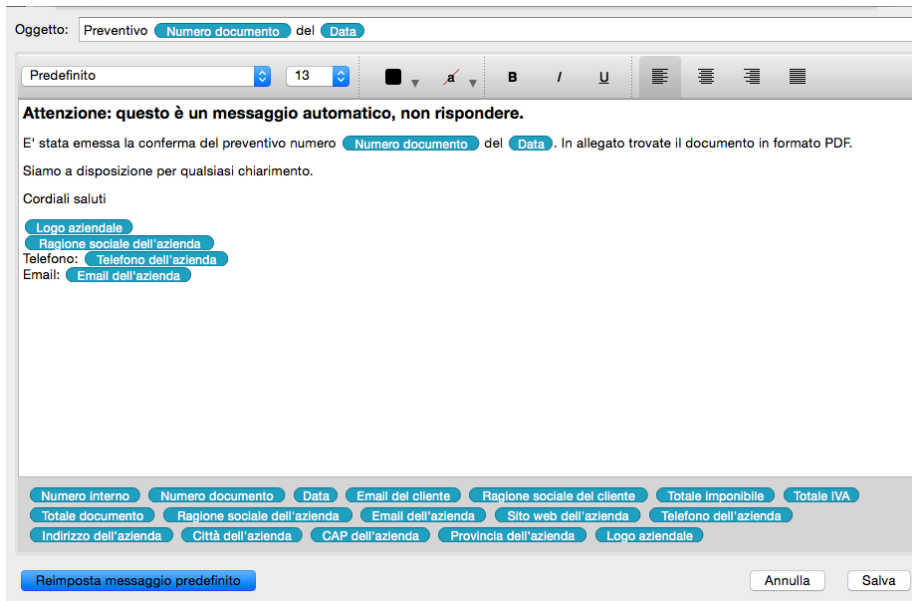 Oggetto: Preventivo Numero documento del Data
Predefinito 13 a B I U
Attenzione: questo è un messaggio automatico, non rispondere.
E' stata emessa la conferma del preventivo numero Numero documento del Data. In allegato trovate il documento in formato PDF.
Siamo a disposizione per qualsiasi chiarimento.
Cordiali saluti
Logo aziendale
Ragione sociale dell'azienda
Telefono: Telefono dell'azienda
Email: Email dell'azienda
Numero interno Numero documento Data Email del cliente Ragione sociale del cliente Totale imponibile Totale IVA
Totale documento Ragione sociale dell'azienda Email dell'azienda Sito web dell'azienda Telefono dell'azienda
Indirizzo dell'azienda Città dell'azienda CAP dell'azienda Provincia dell'azienda Logo aziendale
Reimposta messaggio predefinito Annulla Salva